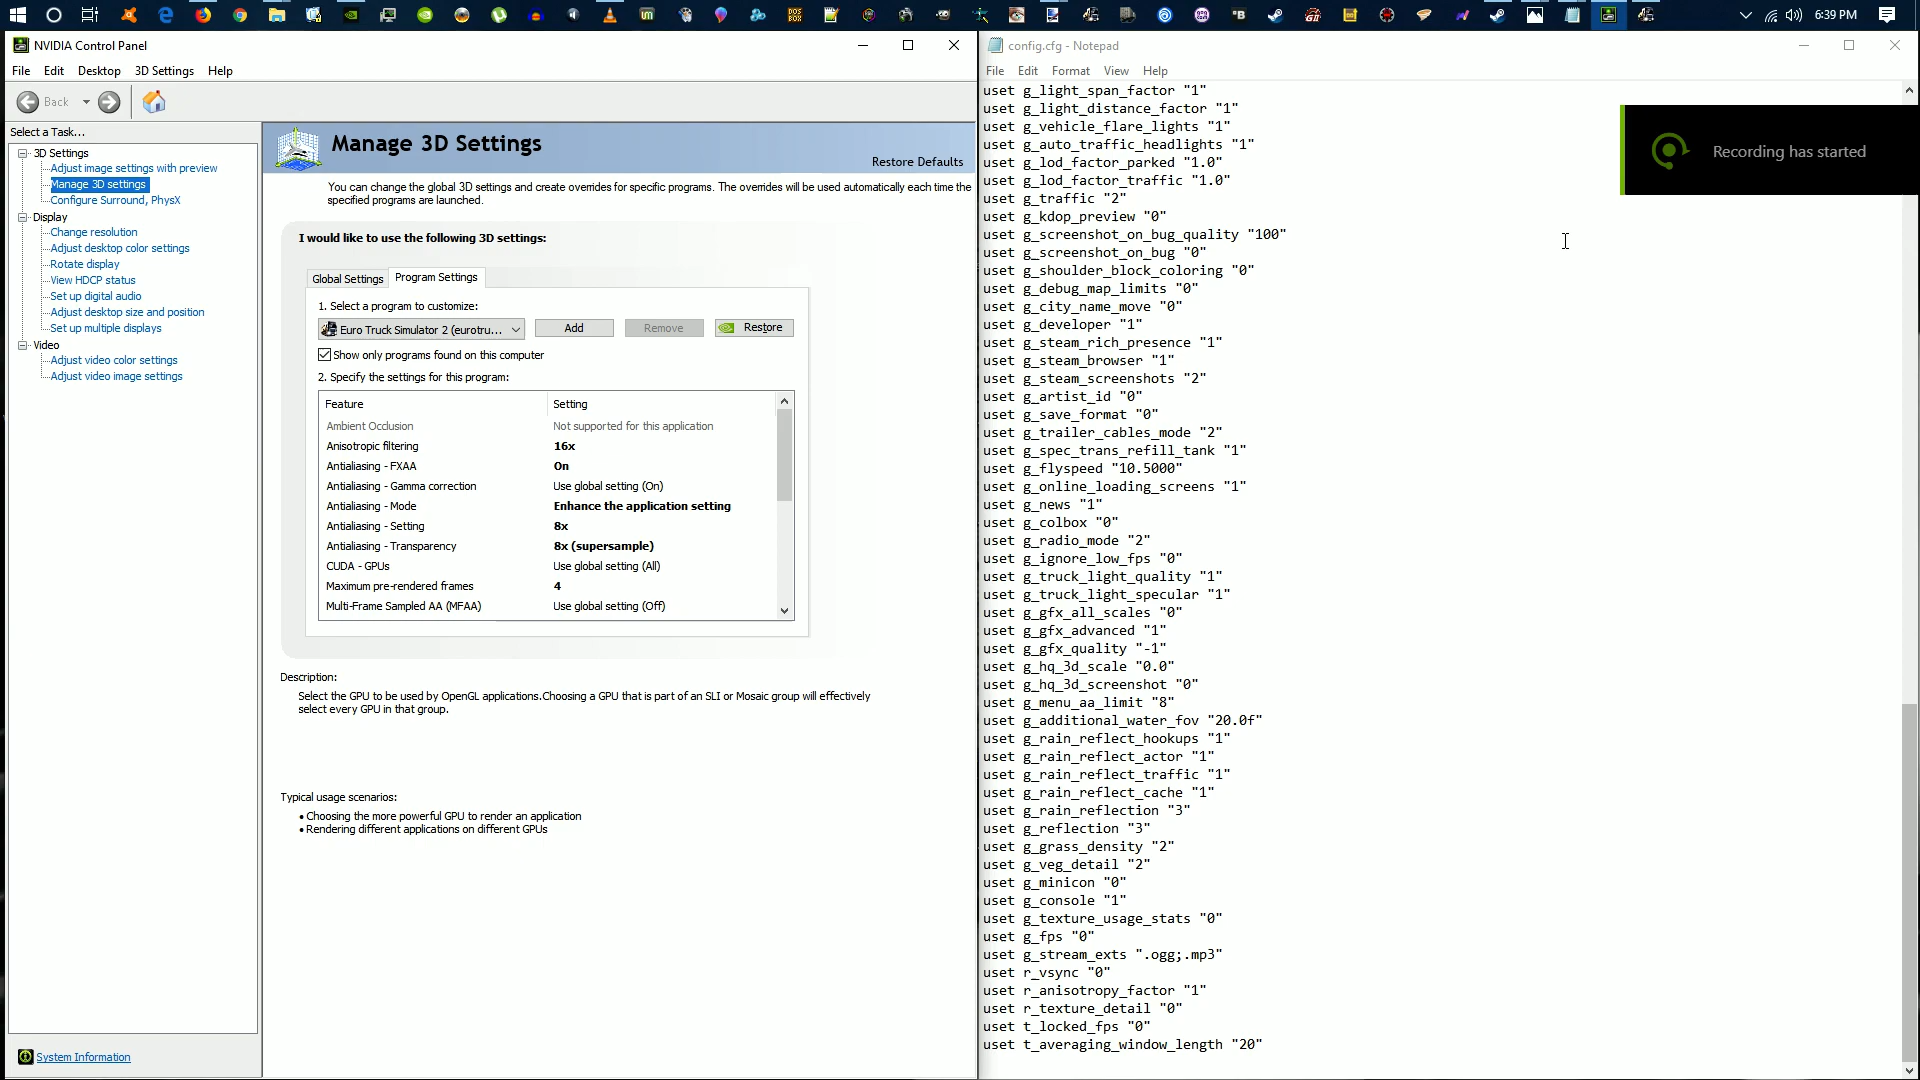 6:39 PM
NVIDIA Control Panel
File Edit Desktop 3D Settings Help
Back
Select a Task...
3D Settings
Adjust image settings with preview
Manage 3D settings
Configure Surround, PhysX
Display
Change resolution
Adjust desktop color settings
Rotate display
View HDCP status
Set up digital audio
Adjust desktop size and position
Set up multiple displays
Video
Adjust video color settings
Adjust video image settings
System Information
Manage 3D Settings
Restore Defaults
You can change the global 3D settings and create overrides for specific programs. The overrides will be used automatically each time the
specified programs are launched.
I would like to use the following 3D settings:
Global Settings Program Settings
1. Select a program to customize:
Euro Truck Simulator 2 (eurotru... Add Remove Restore
Show only programs found on this computer
2. Specify the settings for this program:
Feature Setting
Ambient Occlusion Not supported for this application
Anisotropic filtering 16x
Antialiasing - FXAA On
Antialiasing - Gamma correction Use global setting (On)
Antialiasing - Mode Enhance the application setting
Antialiasing - Setting 8x
Antialiasing - Transparency 8x (supersample)
CUDA - GPUs Use global setting (All)
Maximum pre-rendered frames 4
Multi-Frame Sampled AA (MFAA) Use global setting (Off)
Description:
Select the GPU to be used by OpenGL applications.Choosing a GPU that is part of an SLI or Mosaic group will effectively
select every GPU in that group.
Typical usage scenarios:
• Choosing the more powerful GPU to render an application
• Rendering different applications on different GPUs
config.cfg - Notepad
File Edit Format View Help
uset g_light_span_factor "1"
uset g_light_distance_factor "1"
uset g_vehicle_flare_lights "1"
uset g_auto_traffic_headlights "1"
uset g_lod_factor_parked "1.0"
uset g_lod_factor_traffic "1.0"
uset g_traffic "2"
uset g_kdop_preview "0"
uset g_screenshot_on_bug_quality "100"
uset g_screenshot_on_bug "0"
uset g_shoulder_block_coloring "0"
uset g_debug_map_limits "0"
uset g_city_name_move "0"
uset g_developer "1"
uset g_steam_rich_presence "1"
uset g_steam_browser "1"
uset g_steam_screenshots "2"
uset g_artist_id "0"
uset g_save_format "0"
uset g_trailer_cables_mode "2"
uset g_spec_trans_refill_tank "1"
uset g_flyspeed "10.5000"
uset g_online_loading_screens "1"
uset g_news "1"
uset g_colbox "0"
uset g_radio_mode "2"
uset g_ignore_low_fps "0"
uset g_truck_light_quality "1"
uset g_truck_light_specular "1"
uset g_gfx_all_scales "0"
uset g_gfx_advanced "1"
uset g_gfx_quality "-1"
uset g_hq_3d_scale "0.0"
uset g_hq_3d_screenshot "0"
uset g_menu_aa_limit "8"
uset g_additional_water_fov "20.0f"
uset g_rain_reflect_hookups "1"
uset g_rain_reflect_actor "1"
uset g_rain_reflect_traffic "1"
uset g_rain_reflect_cache "1"
uset g_rain_reflection "3"
uset g_reflection "3"
uset g_grass_density "2"
uset g_veg_detail "2"
uset g_minicon "0"
uset g_console "1"
uset g_texture_usage_stats "0"
uset g_fps "0"
uset g_stream_exts ".ogg;.mp3"
uset r_vsync "0"
uset r_anisotropy_factor "1"
uset r_texture_detail "0"
uset t_locked_fps "0"
uset t_averaging_window_length "20"
Recording has started